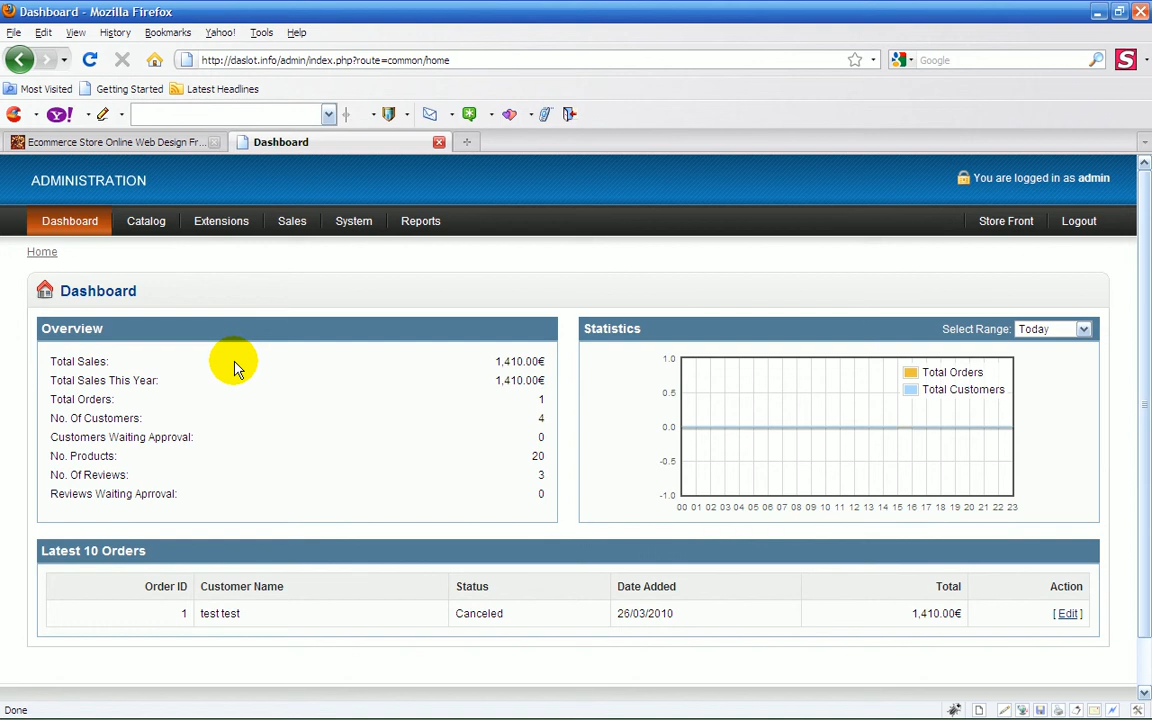 Dashboard - Mozilla Firefox
File Edit View History Bookmarks Yahoo! Tools Help
http://daslot.info/admin/index.php?route=common/home
Google
S
Most Visited Getting Started Latest Headlines
Y!
Ecommerce Store Online Web Design Fr... Dashboard
ADMINISTRATION
You are logged in as admin
Dashboard Catalog Extensions Sales System Reports Store Front Logout
Home
Dashboard
Overview
Total Sales: 1,410.00€
Total Sales This Year: 1,410.00€
Total Orders: 1
No. Of Customers: 4
Customers Waiting Approval: 0
No. Products: 20
No. Of Reviews: 3
Reviews Waiting Aprroval: 0
Statistics Select Range: Today
Total Orders
Total Customers
1.0
0.5
0.0
-0.5
-1.0
00 01 02 03 04 05 06 07 08 09 10 11 12 13 14 15 16 17 18 19 20 21 22 23
Latest 10 Orders
Order ID Customer Name Status Date Added Total Action
1 test test Canceled 26/03/2010 1,410.00€ [ Edit ]
Done